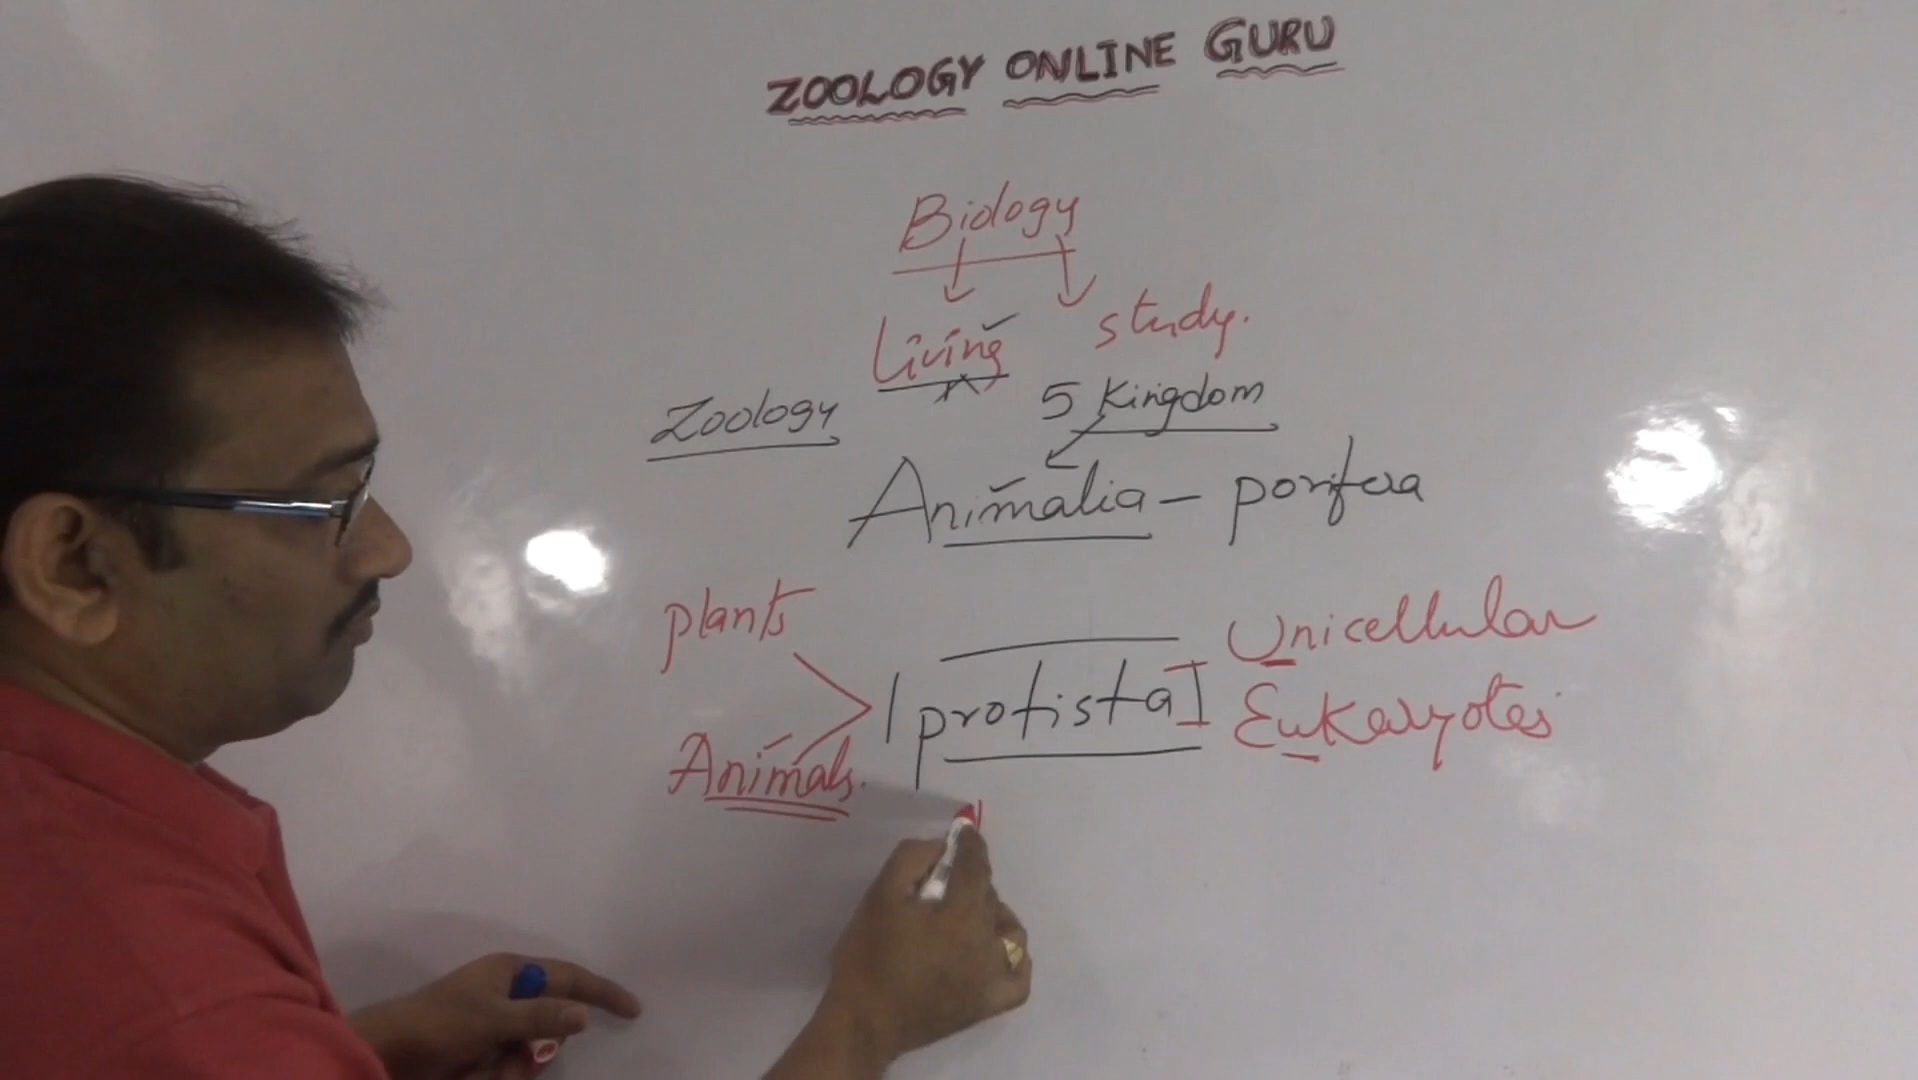 ZOOLOGY ONLINE GURU
Biology
Living study.
Zoology 5 Kingdom
Animalia - porifera
plants Unicellular
protista Eukaryotes
Animals.